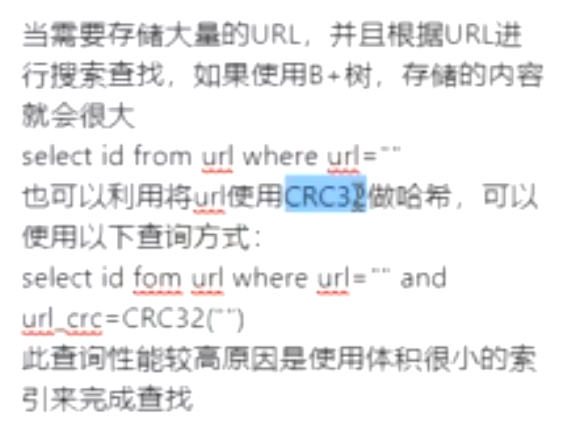 当需要存储大量的URL，并且根据URL进
行搜索查找，如果使用B+树，存储的内容
就会很大
select id from url where url=""
也可以利用将url使用CRC32做哈希，可以
使用以下查询方式：
select id fom url where url="" and
url_crc=CRC32("")
此查询性能较高原因是使用体积很小的索
引来完成查找